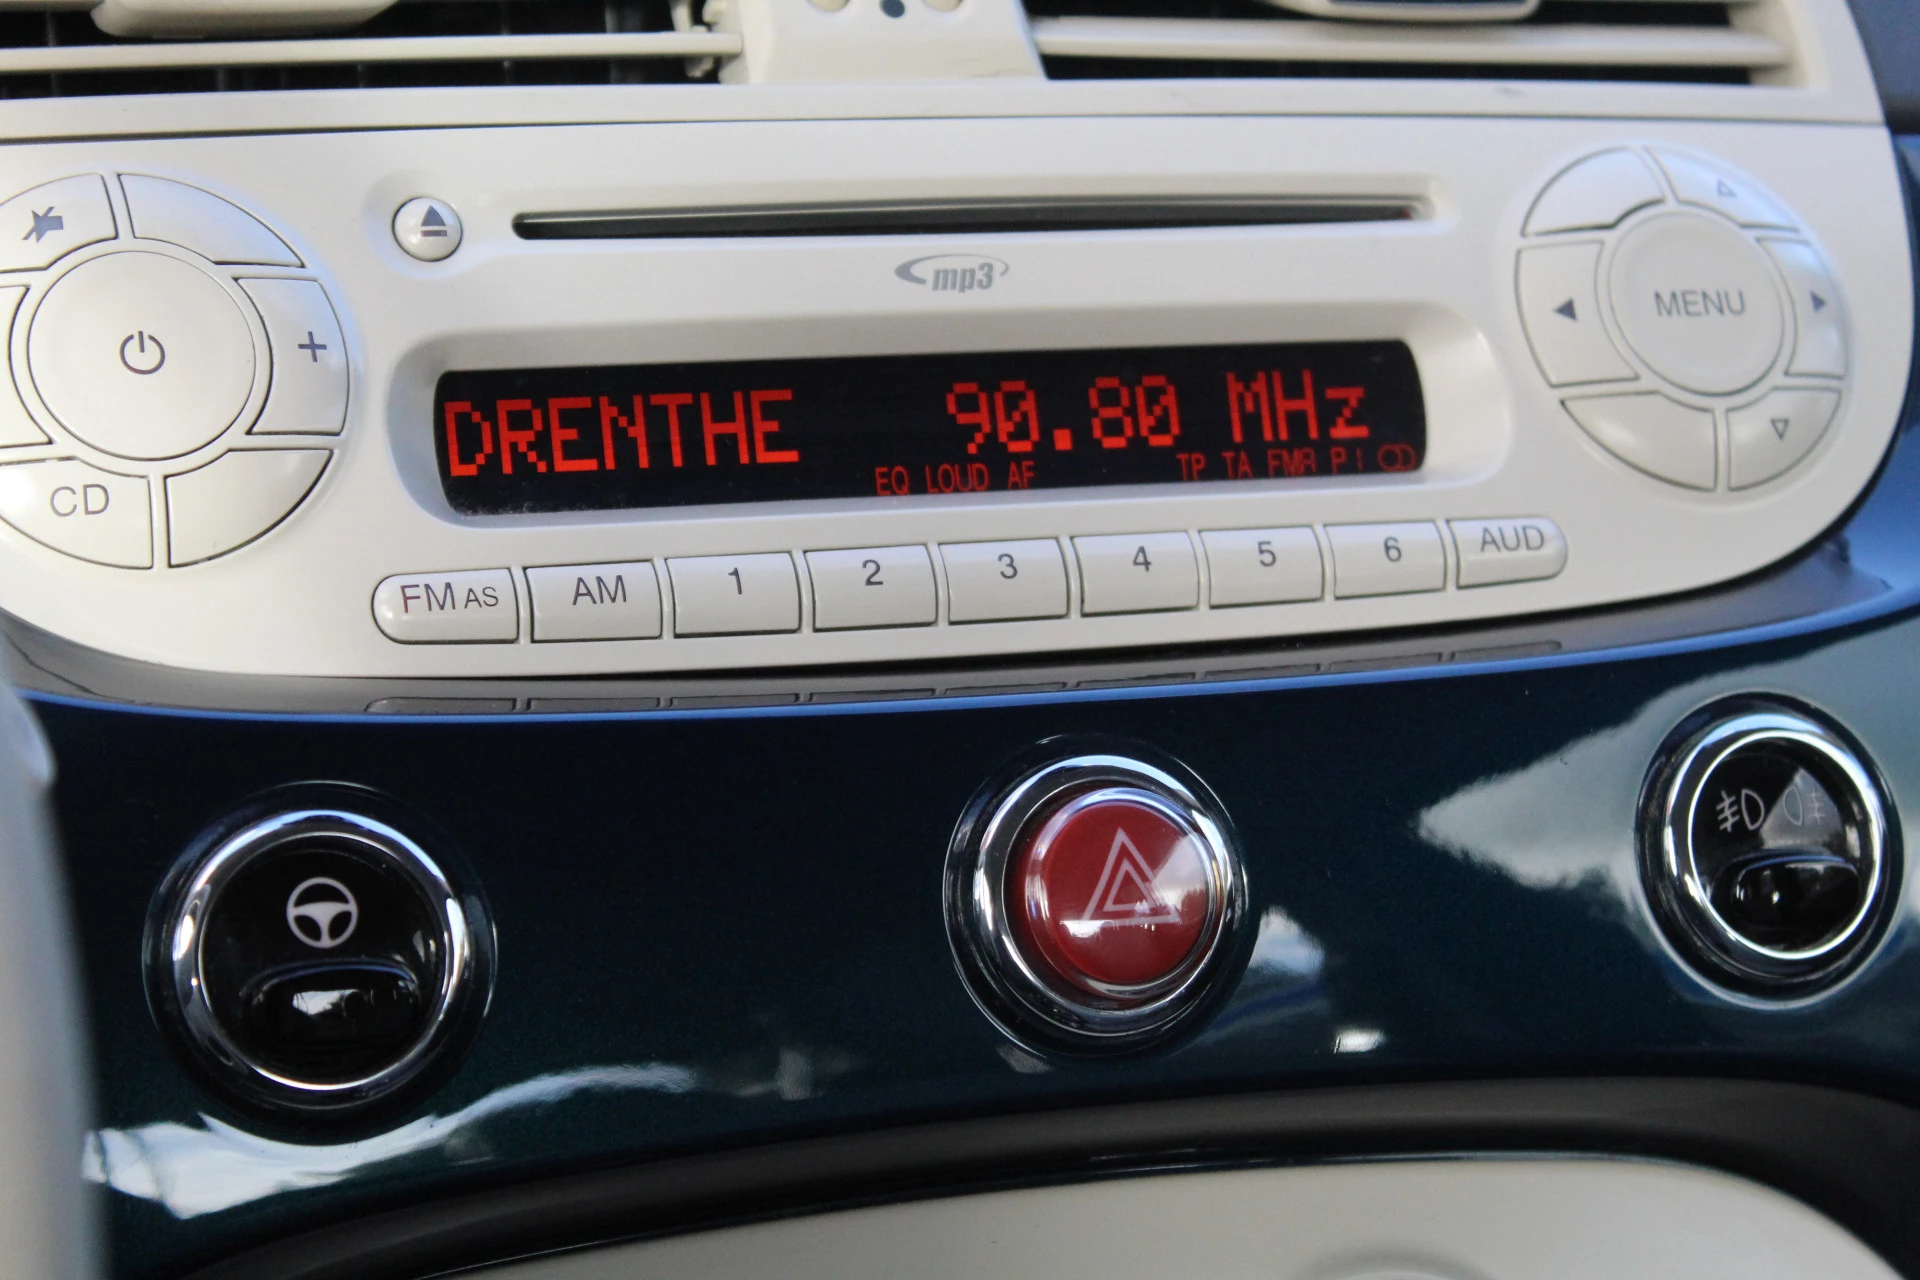 mp3
MENU
DRENTHE 90.80 MHz
EQ LOUD AF TP TA FMA P I CD
CD
FM AS AM 1 2 3 4 5 6 AUD